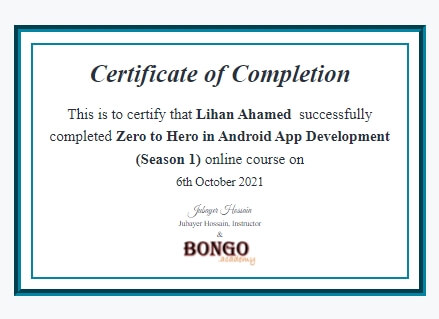 Certificate of Completion
This is to certify that Lihan Ahamed successfully
completed Zero to Hero in Android App Development
(Season 1) online course on
6th October 2021
Jubayer Hossain
Jubayer Hossain, Instructor
&
BONGO
academy